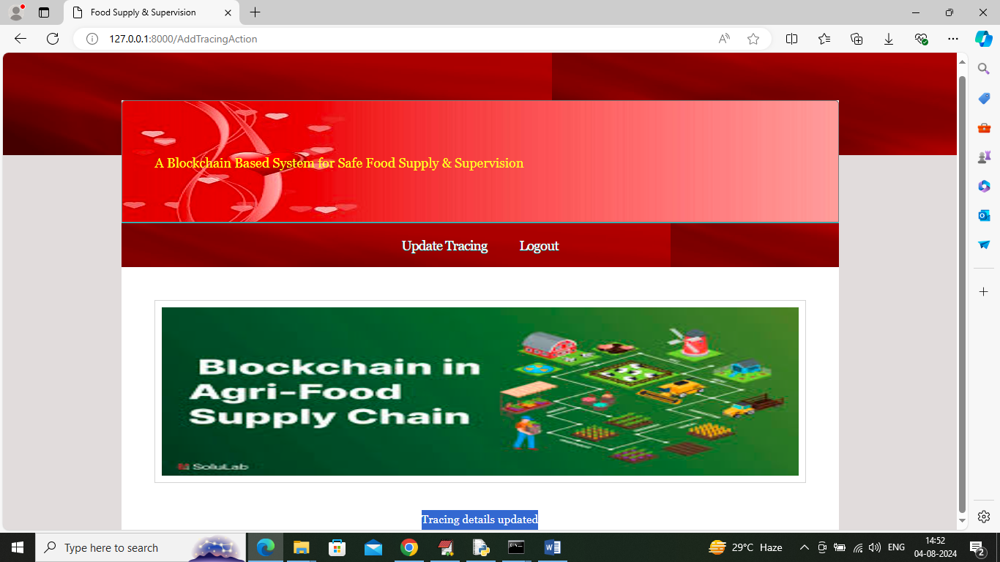 Food Supply & Supervision
127.0.0.1:8000/AddTracingAction
A Blockchain Based System for Safe Food Supply & Supervision
Update Tracing
Logout
Blockchain in
Agri-Food
Supply Chain
SoluLab
Tracing details updated
Type here to search
29°C Haze
ENG
14:52
04-08-2024
2